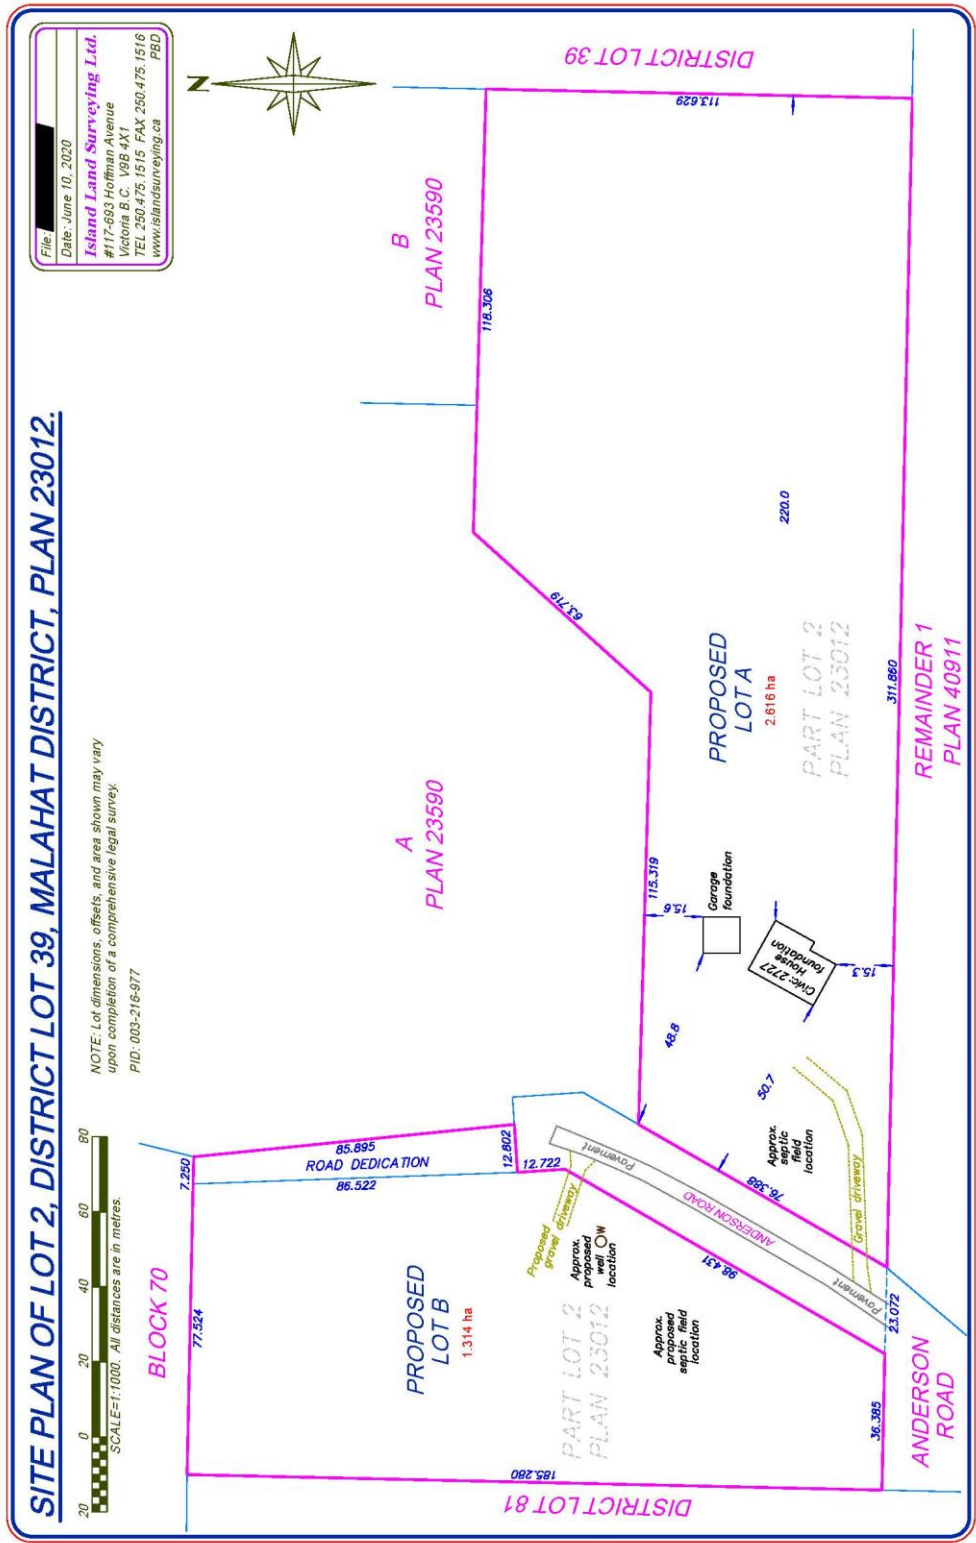 SITE PLAN OF LOT 2, DISTRICT LOT 39, MALAHAT DISTRICT, PLAN 23012.
20 0 20 40 60 80
SCALE=1:1000. All distances are in metres.
NOTE: Lot dimensions, offsets, and area shown may vary
upon completion of a comprehensive legal survey.
PID: 003-216-977
File:
Date: June 10, 2020
Island Land Surveying Ltd.
#117-693 Hoffman Avenue
Victoria B.C. V9B 4X1
TEL 250.475.1515 FAX 250.475.1516
www.islandsurveying.ca PBD
N
BLOCK 70
77.524
7.250
85.895
ROAD DEDICATION
86.522
12.802
12.722
A
PLAN 23590
B
PLAN 23590
118.306
63.719
115.319
DISTRICT LOT 39
113.629
PROPOSED
LOT B
1.314 ha
PART LOT 2
PLAN 23012
Proposed
gravel driveway
Approx.
proposed
well OW
location
Approx.
proposed
septic field
location
DISTRICT LOT 81
185.280
98.431
36.385
Pavement
ANDERSON ROAD
Pavement
76.388
23.072
ANDERSON
ROAD
48.8
50.7
Approx.
septic
field
location
Gravel driveway
15.6
Garage
foundation
Civic: 2727
House
foundation
15.3
PROPOSED
LOT A
2.616 ha
PART LOT 2
PLAN 23012
220.0
311.860
REMAINDER 1
PLAN 40911